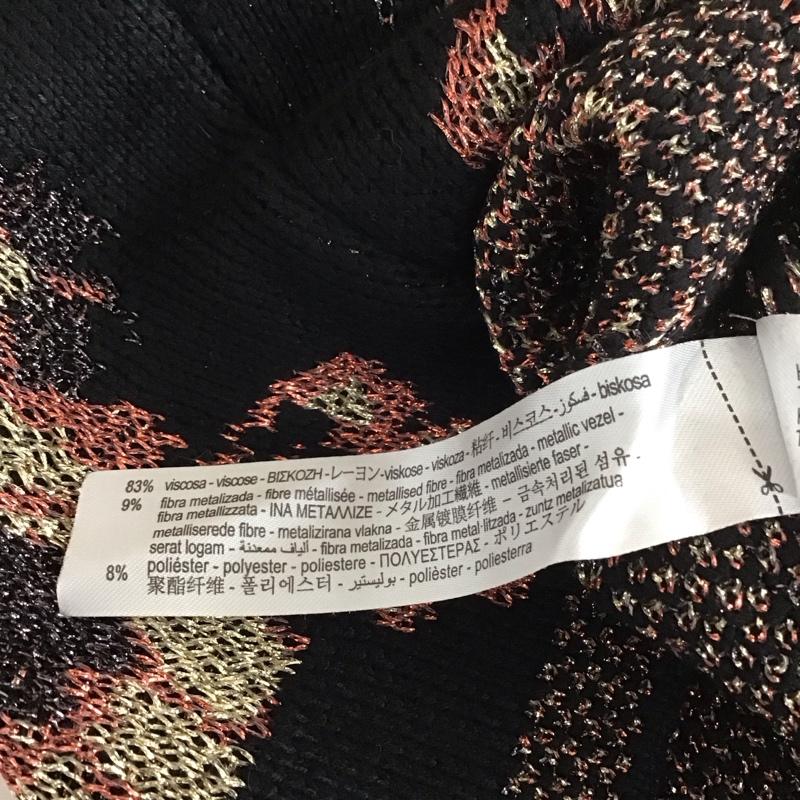 83% viscosa - viscose - ΒΙΣΚΟΖΗ - レーヨン - viskose - viskoza - 粘纤 - 비스코스 - فسكوز - biskosa
9% fibra metalizada - fibre métallisée - metallised fibre - fibra metalizada - metallic vezel -
fibra metallizzata - ΙΝΑ ΜΕΤΑΛΛΙΖΕ - メタル加工繊維 - metallisierte faser -
metalliserede fibre - metalizirana vlakna - 金属镀膜纤维 - 금속처리된 섬유 -
serat logam - ألياف ممعدنة - fibra metalizada - fibra metal·litzada - zuntz metalizatua
8% poliéster - polyester - poliestere - ΠΟΛΥΕΣΤΕΡΑΣ - ポリエステル
聚酯纤维 - 폴리에스터 - بوليستير - polièster - poliesterra